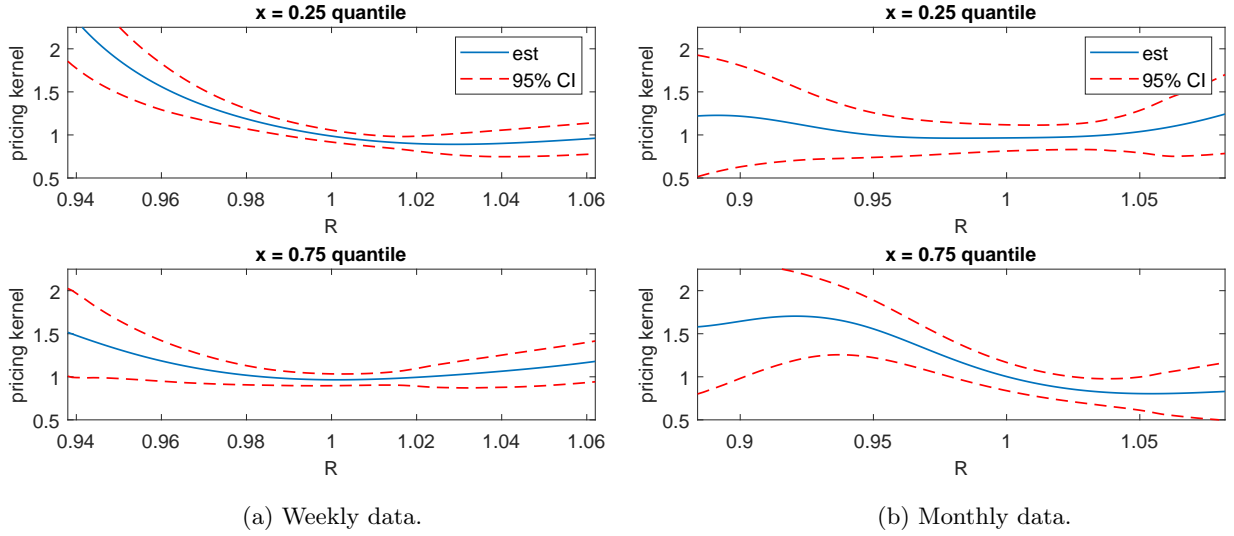 x = 0.25 quantile
est
95% CI
pricing kernel
2
1.5
1
0.5
0.94 0.96 0.98 1 1.02 1.04 1.06
R
x = 0.75 quantile
pricing kernel
2
1.5
1
0.5
0.94 0.96 0.98 1 1.02 1.04 1.06
R
(a) Weekly data.
x = 0.25 quantile
est
95% CI
pricing kernel
2
1.5
1
0.5
0.9 0.95 1 1.05
R
x = 0.75 quantile
pricing kernel
2
1.5
1
0.5
0.9 0.95 1 1.05
R
(b) Monthly data.